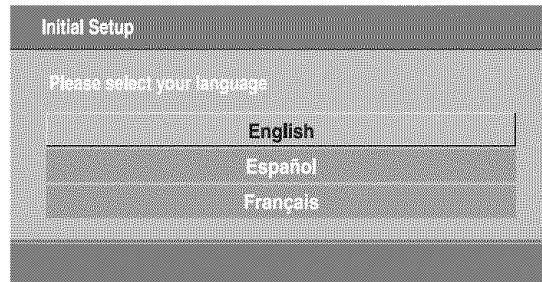 Initial Setup
Please select your language
English
Español
Français